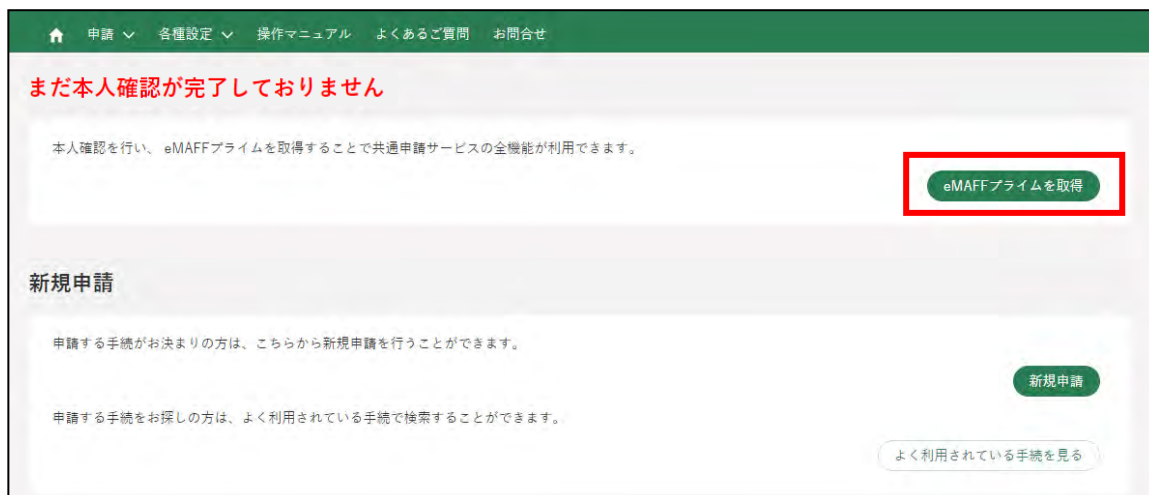 申請 各種設定 操作マニュアル よくあるご質問 お問合せ
まだ本人確認が完了しておりません
本人確認を行い、 eMAFFプライムを取得することで共通申請サービスの全機能が利用できます。
eMAFFプライムを取得
新規申請
申請する手続がお決まりの方は、こちらから新規申請を行うことができます。
新規申請
申請する手続をお探しの方は、よく利用されている手続で検索することができます。
よく利用されている手続を見る